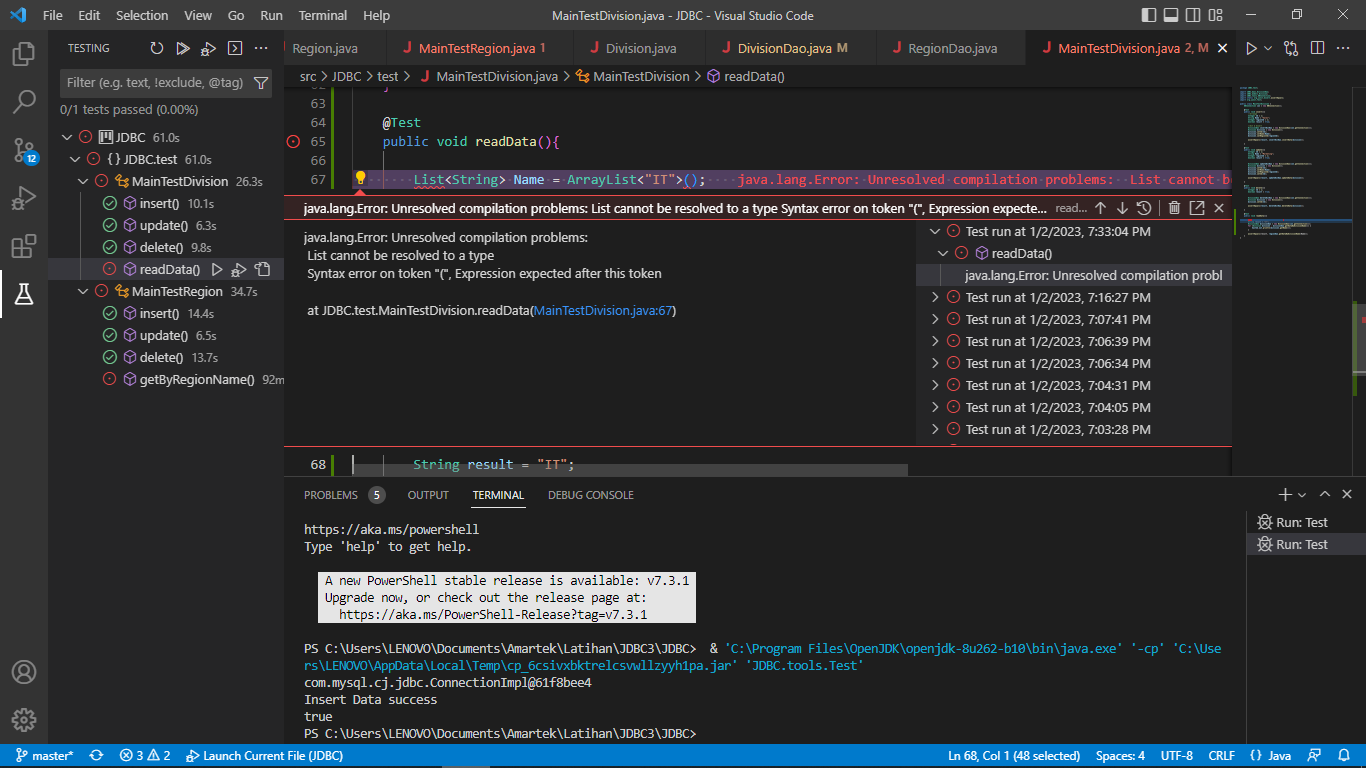 File Edit Selection View Go Run Terminal Help
MainTestDivision.java - JDBC - Visual Studio Code
TESTING
Region.java
MainTestRegion.java 1
Division.java
DivisionDao.java M
RegionDao.java
MainTestDivision.java 2, M
Filter (e.g. text, !exclude, @tag)
src > JDBC > test > MainTestDivision.java > MainTestDivision > readData()
0/1 tests passed (0.00%)
JDBC 61.0s
{ } JDBC.test 61.0s
MainTestDivision 26.3s
insert() 10.1s
update() 6.3s
delete() 9.8s
readData()
MainTestRegion 34.7s
insert() 14.4s
update() 6.5s
delete() 13.7s
getByRegionName() 92m
62 }
63
64 @Test
65 public void readData(){
66
67 List<String> Name = ArrayList<"IT">(); java.lang.Error: Unresolved compilation problems: List cannot b
java.lang.Error: Unresolved compilation problems: List cannot be resolved to a type Syntax error on token "(", Expression expecte... read...
java.lang.Error: Unresolved compilation problems:
List cannot be resolved to a type
Syntax error on token "(", Expression expected after this token
at JDBC.test.MainTestDivision.readData(MainTestDivision.java:67)
Test run at 1/2/2023, 7:33:04 PM
readData()
java.lang.Error: Unresolved compilation probl
Test run at 1/2/2023, 7:16:27 PM
Test run at 1/2/2023, 7:07:41 PM
Test run at 1/2/2023, 7:06:39 PM
Test run at 1/2/2023, 7:06:34 PM
Test run at 1/2/2023, 7:04:31 PM
Test run at 1/2/2023, 7:04:05 PM
Test run at 1/2/2023, 7:03:28 PM
68 String result = "IT";
PROBLEMS 5 OUTPUT TERMINAL DEBUG CONSOLE
https://aka.ms/powershell
Type 'help' to get help.
A new PowerShell stable release is available: v7.3.1
Upgrade now, or check out the release page at:
https://aka.ms/PowerShell-Release?tag=v7.3.1
PS C:\Users\LENOVO\Documents\Amartek\Latihan\JDBC3\JDBC> & 'C:\Program Files\OpenJDK\openjdk-8u262-b10\bin\java.exe' '-cp' 'C:\Use
rs\LENOVO\AppData\Local\Temp\cp_6csivxbktrelcsvwllzyyh1pa.jar' 'JDBC.tools.Test'
com.mysql.cj.jdbc.ConnectionImpl@61f8bee4
Insert Data success
true
PS C:\Users\LENOVO\Documents\Amartek\Latihan\JDBC3\JDBC>
Run: Test
Run: Test
12
master* 3 2 Launch Current File (JDBC)
Ln 68, Col 1 (48 selected) Spaces: 4 UTF-8 CRLF { } Java